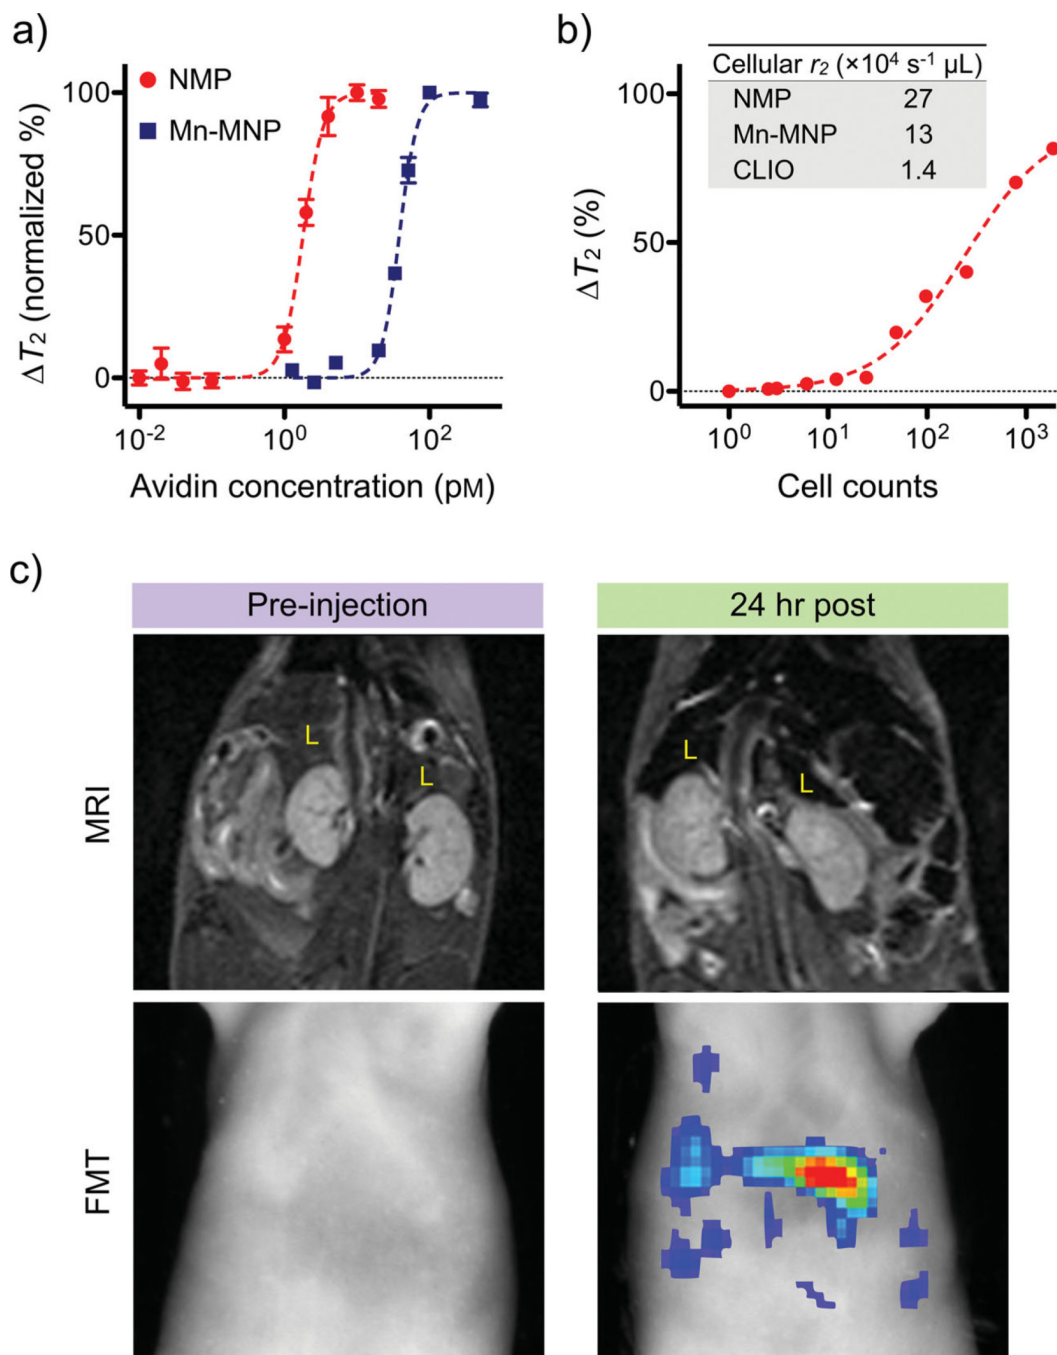 a)
NMP
Mn-MNP
100
50
0
ΔT₂ (normalized %)
10⁻² 10⁰ 10²
Avidin concentration (pM)
b)
Cellular r₂ (×10⁴ s⁻¹ µL)
NMP 27
Mn-MNP 13
CLIO 1.4
100
50
0
ΔT₂ (%)
10⁰ 10¹ 10² 10³
Cell counts
c)
Pre-injection 24 hr post
MRI
L L
L L
FMT